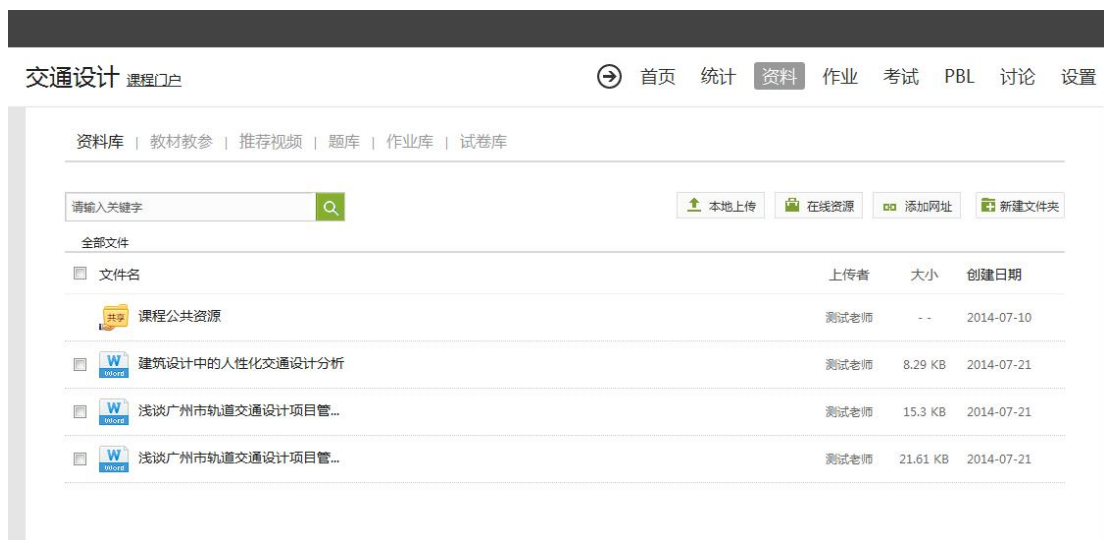 交通设计 课程门户 首页 统计 资料 作业 考试 PBL 讨论 设置
资料库 | 教材教参 | 推荐视频 | 题库 | 作业库 | 试卷库
请输入关键字 本地上传 在线资源 添加网址 新建文件夹
全部文件
文件名 上传者 大小 创建日期
共享 课程公共资源 测试老师 - - 2014-07-10
W Word 建筑设计中的人性化交通设计分析 测试老师 8.29 KB 2014-07-21
W Word 浅谈广州市轨道交通设计项目管... 测试老师 15.3 KB 2014-07-21
W Word 浅谈广州市轨道交通设计项目管... 测试老师 21.61 KB 2014-07-21